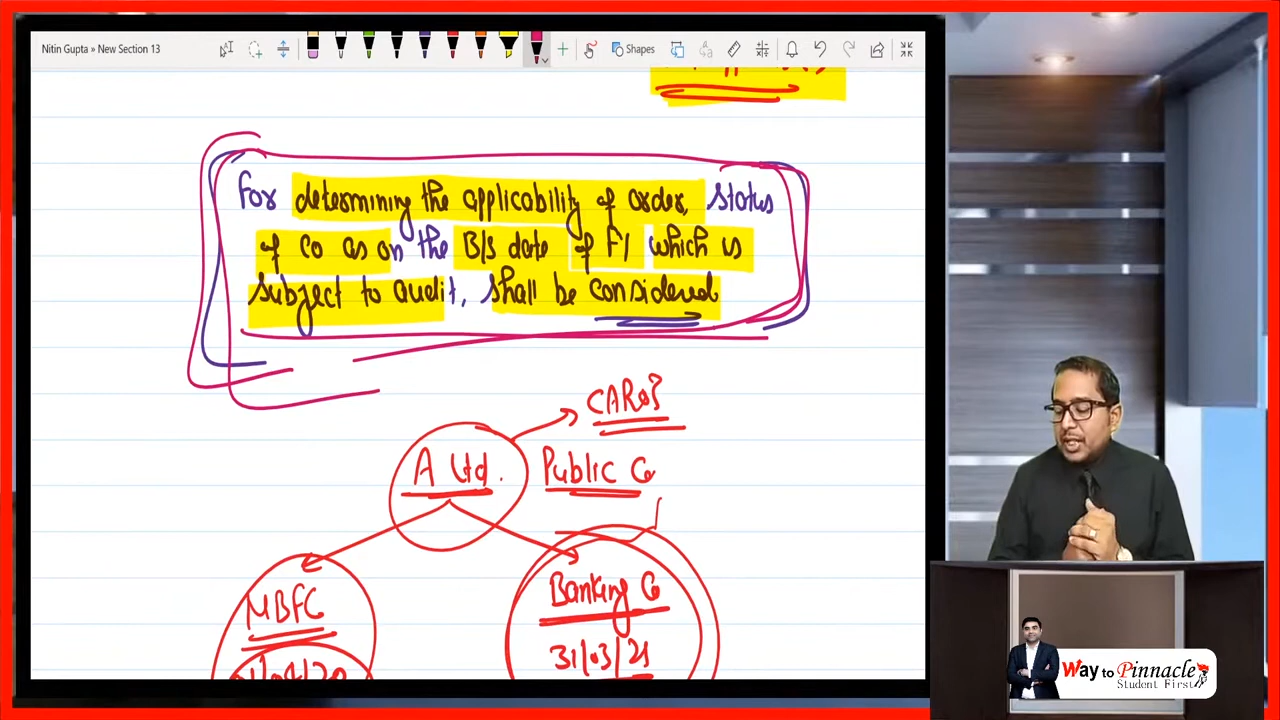 Nitin Gupta » New Section 13
Shapes
For determining the applicability of order, status
of co as on the B/s date of FY which is
subject to audit, shall be considered
CARO?
A Ltd. Public Co
NBFC Banking Co
31/03/21
Way to Pinnacle
Student First